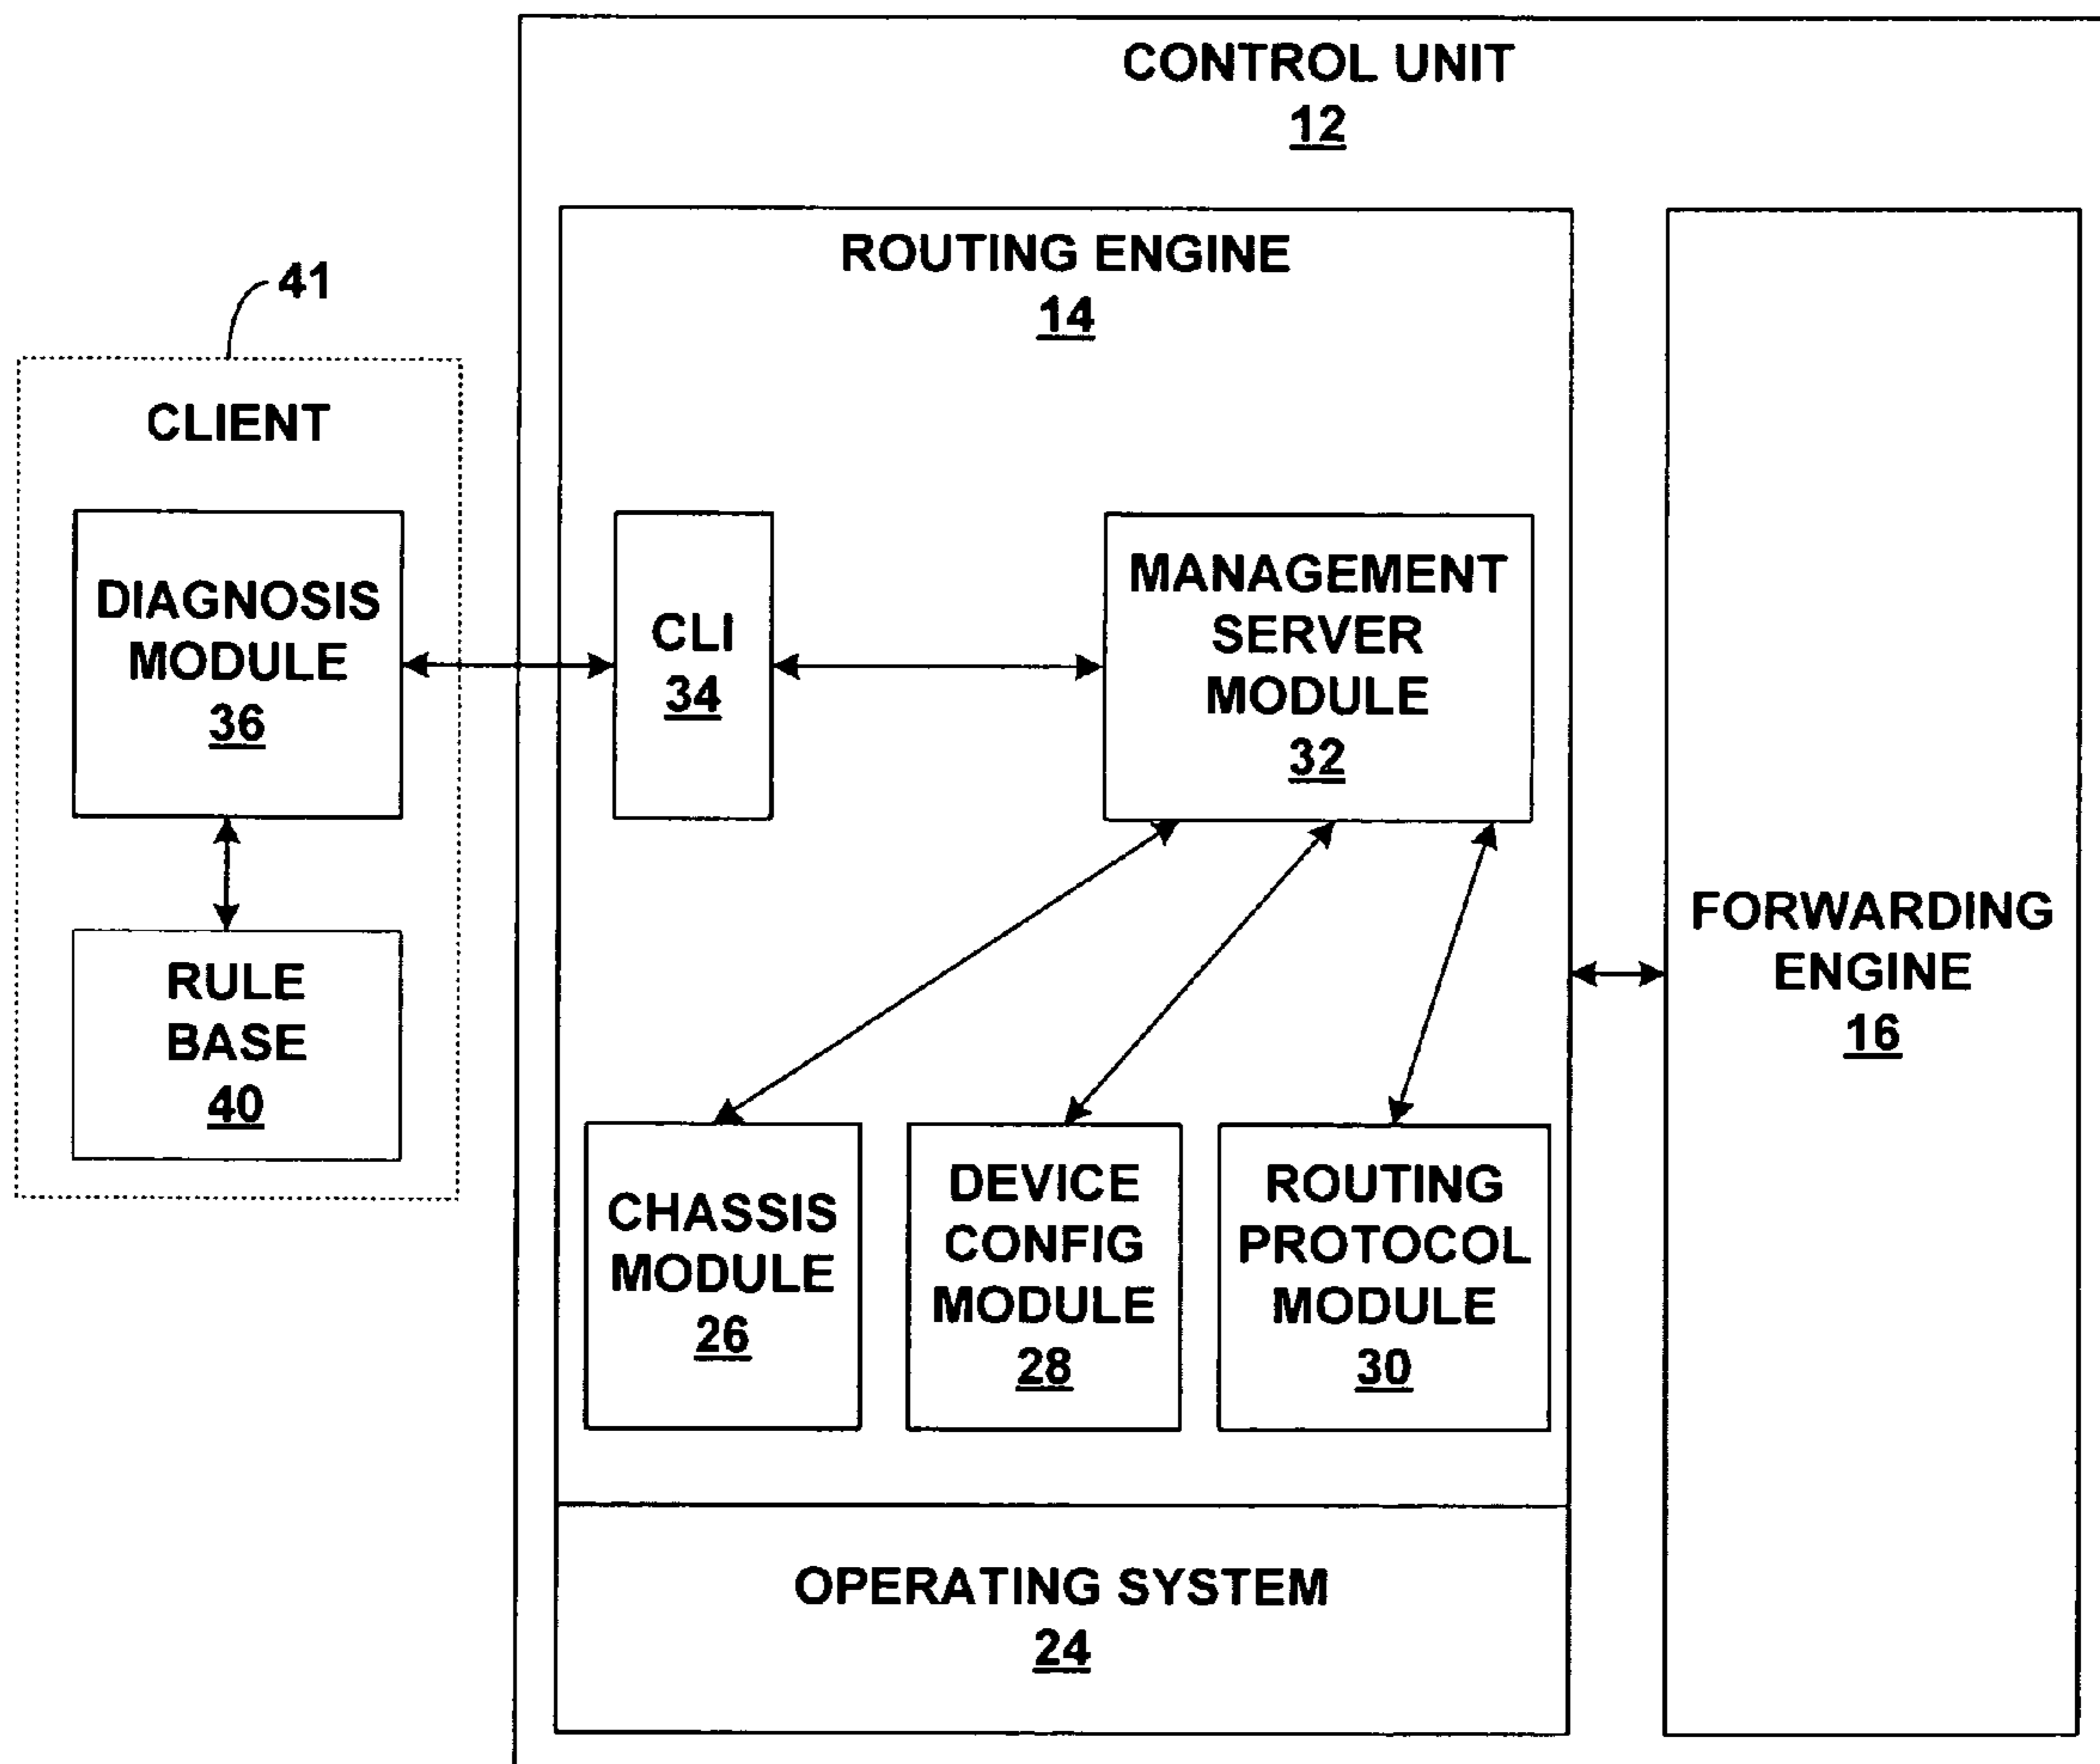 CONTROL UNIT
12
ROUTING ENGINE
14
41
CLIENT
DIAGNOSIS
MODULE
36
RULE
BASE
40
CLI
34
MANAGEMENT
SERVER
MODULE
32
CHASSIS
MODULE
26
DEVICE
CONFIG
MODULE
28
ROUTING
PROTOCOL
MODULE
30
OPERATING SYSTEM
24
FORWARDING
ENGINE
16